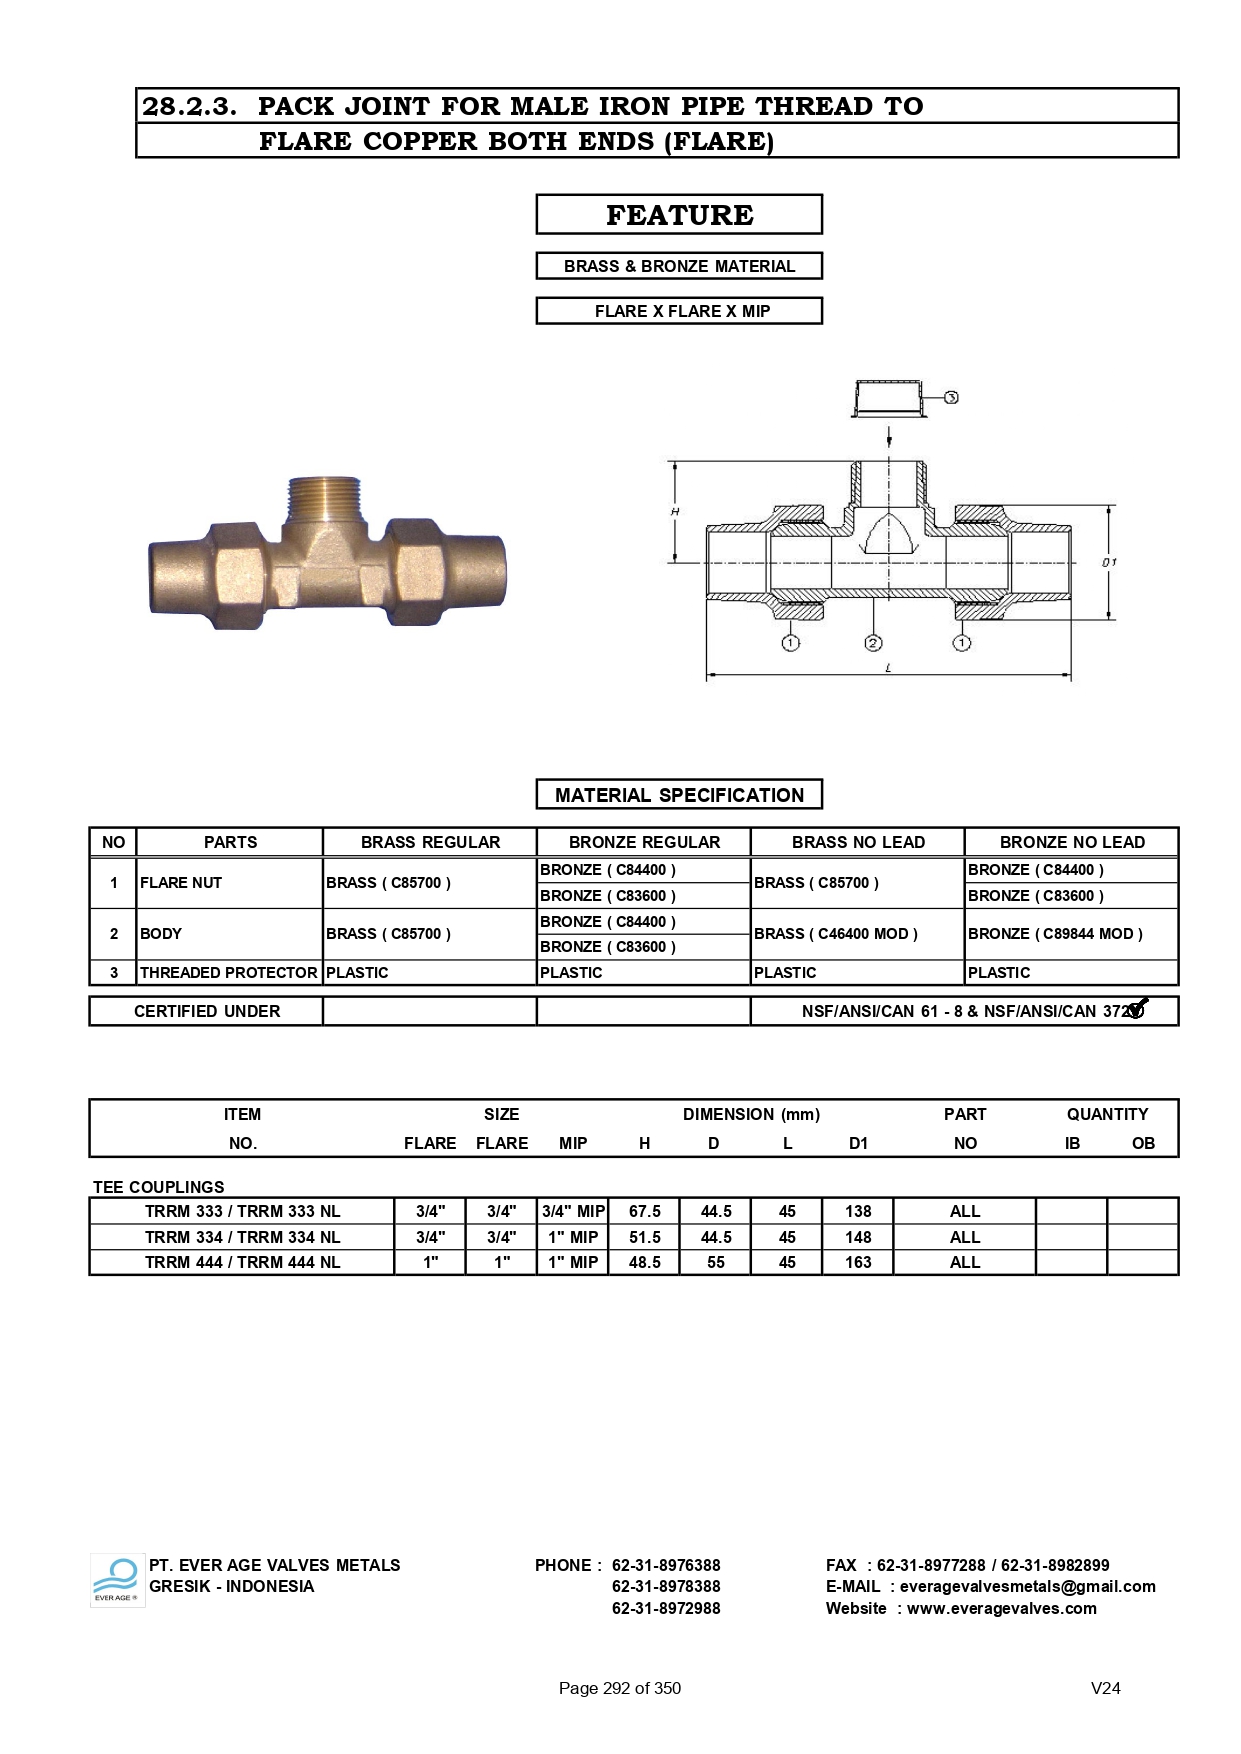 28.2.3. PACK JOINT FOR MALE IRON PIPE THREAD TO
FLARE COPPER BOTH ENDS (FLARE)
FEATURE
BRASS & BRONZE MATERIAL
FLARE X FLARE X MIP
3
H
D1
1 2 1
L
MATERIAL SPECIFICATION
NO PARTS BRASS REGULAR BRONZE REGULAR BRASS NO LEAD BRONZE NO LEAD
1 FLARE NUT BRASS ( C85700 ) BRONZE ( C84400 ) BRASS ( C85700 ) BRONZE ( C84400 )
BRONZE ( C83600 ) BRONZE ( C83600 )
2 BODY BRASS ( C85700 ) BRONZE ( C84400 ) BRASS ( C46400 MOD ) BRONZE ( C89844 MOD )
BRONZE ( C83600 )
3 THREADED PROTECTOR PLASTIC PLASTIC PLASTIC PLASTIC
CERTIFIED UNDER NSF/ANSI/CAN 61 - 8 & NSF/ANSI/CAN 372
ITEM SIZE DIMENSION (mm) PART QUANTITY
NO. FLARE FLARE MIP H D L D1 NO IB OB
TEE COUPLINGS
TRRM 333 / TRRM 333 NL 3/4" 3/4" 3/4" MIP 67.5 44.5 45 138 ALL
TRRM 334 / TRRM 334 NL 3/4" 3/4" 1" MIP 51.5 44.5 45 148 ALL
TRRM 444 / TRRM 444 NL 1" 1" 1" MIP 48.5 55 45 163 ALL
EVER AGE ®
PT. EVER AGE VALVES METALS PHONE : 62-31-8976388 FAX : 62-31-8977288 / 62-31-8982899
GRESIK - INDONESIA 62-31-8978388 E-MAIL : everagevalvesmetals@gmail.com
62-31-8972988 Website : www.everagevalves.com
Page 292 of 350 V24